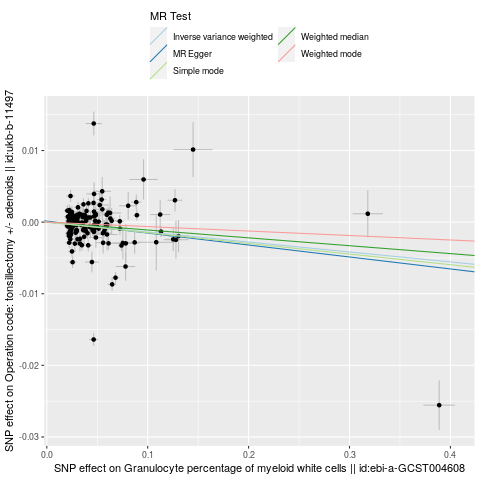 MR Test
Inverse variance weighted
Weighted median
MR Egger
Weighted mode
Simple mode
SNP effect on Operation code: tonsillectomy +/- adenoids || id:ukb-b-11497
0.01
0.00
-0.01
-0.02
-0.03
0.0 0.1 0.2 0.3 0.4
SNP effect on Granulocyte percentage of myeloid white cells || id:ebi-a-GCST004608